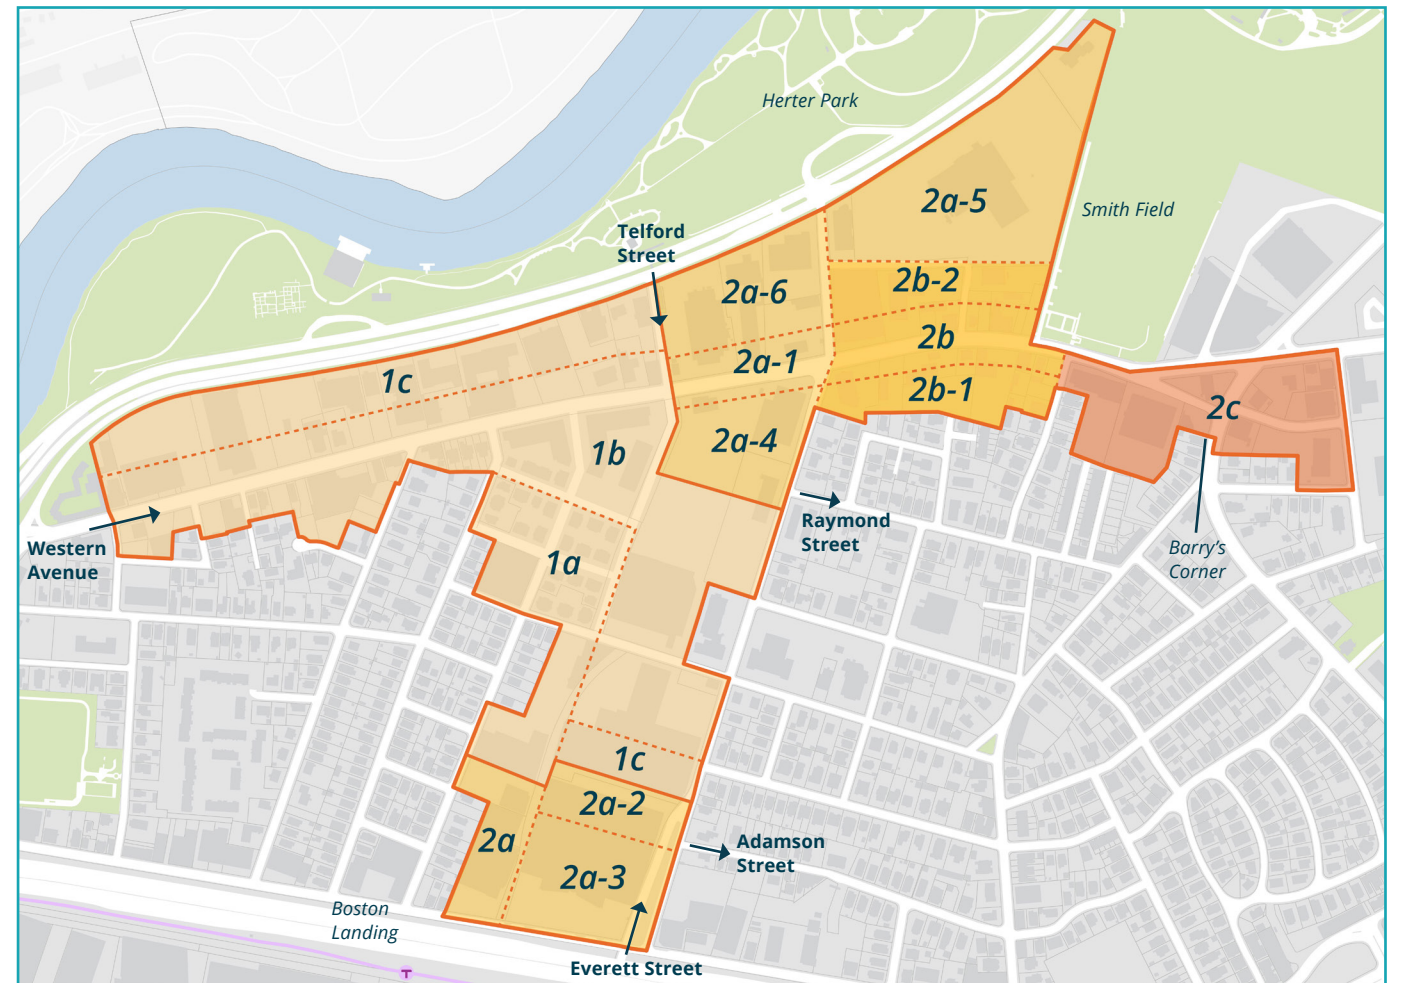 Herter Park
2a-5
Smith Field
Telford
Street
2b-2
2a-6
2b
2a-1
1c
2b-1
2c
2a-4
1b
Raymond
Street
Western
Avenue
Barry's
Corner
1a
1c
2a-2
2a
Adamson
Street
2a-3
Boston
Landing
Everett Street
T